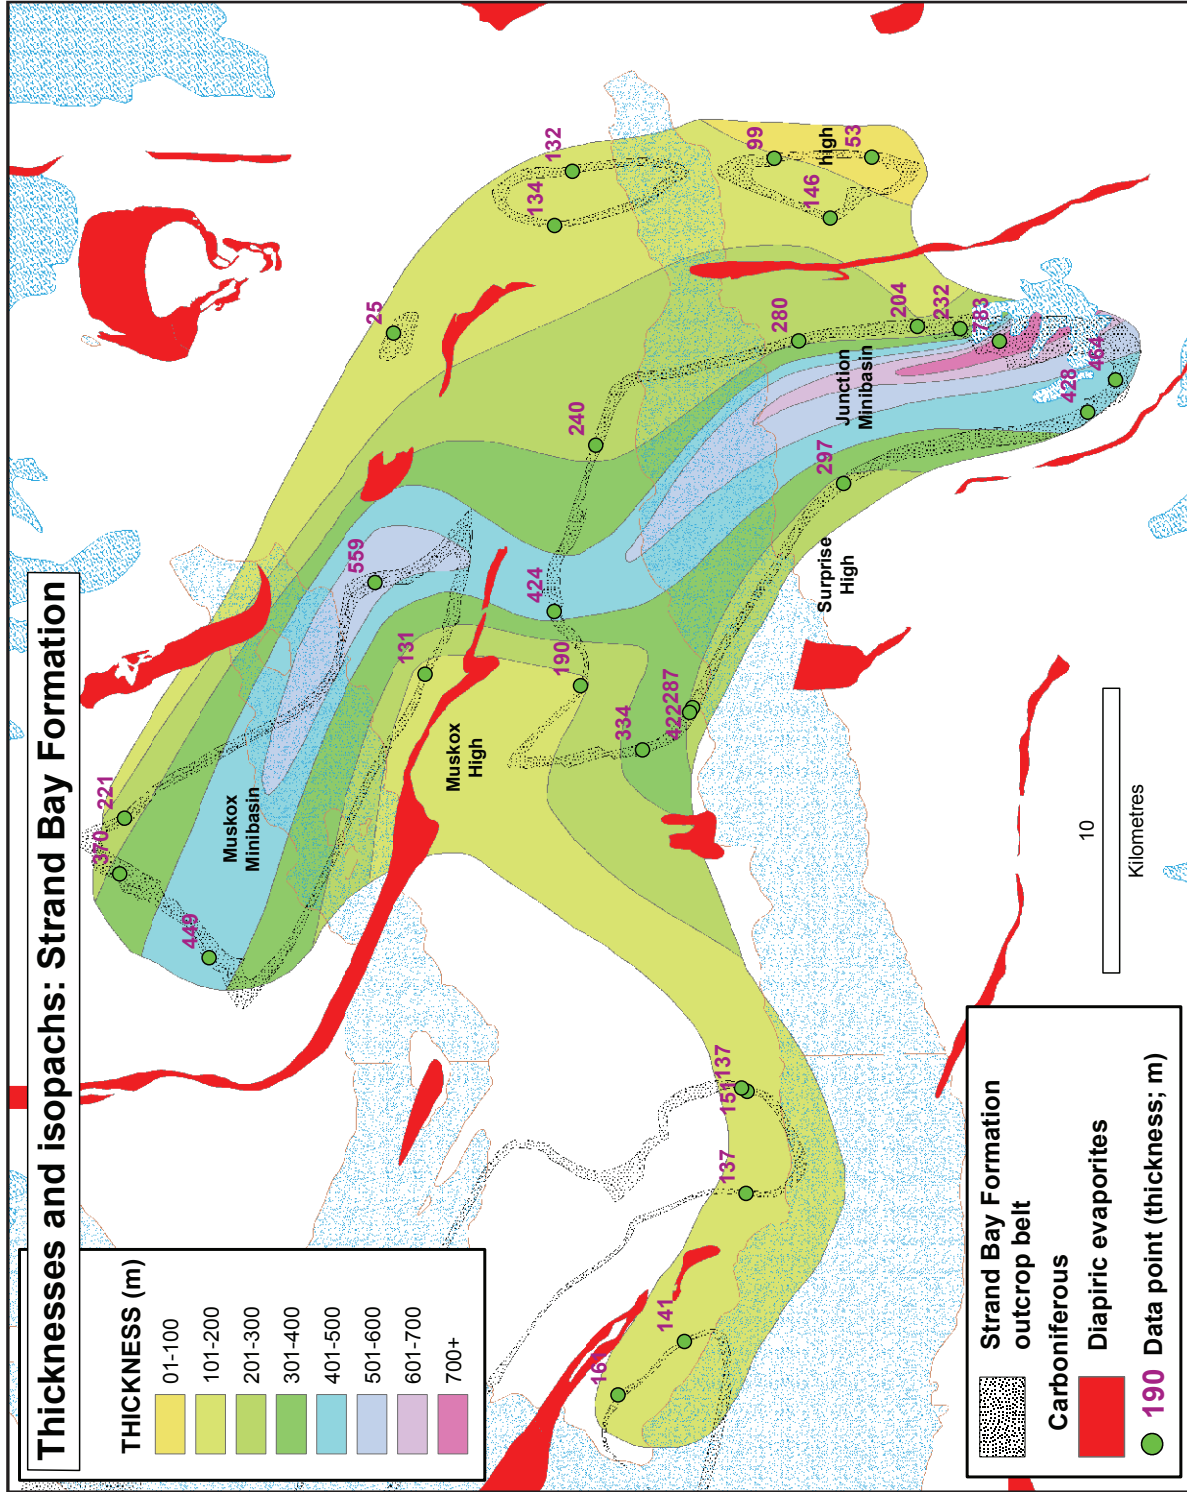 Thicknesses and isopachs: Strand Bay Formation
THICKNESS (m)
01-100
101-200
201-300
301-400
401-500
501-600
601-700
700+
370
221
449
Muskox
Minibasin
559
25
131
Muskox
High
424
190
240
134
132
334
422
287
161
141
137
151
137
280
99
146
high
53
Surprise
High
297
Junction
Minibasin
204
232
783
428
464
10
Kilometres
Strand Bay Formation
outcrop belt
Carboniferous
Diapiric evaporites
190 Data point (thickness; m)